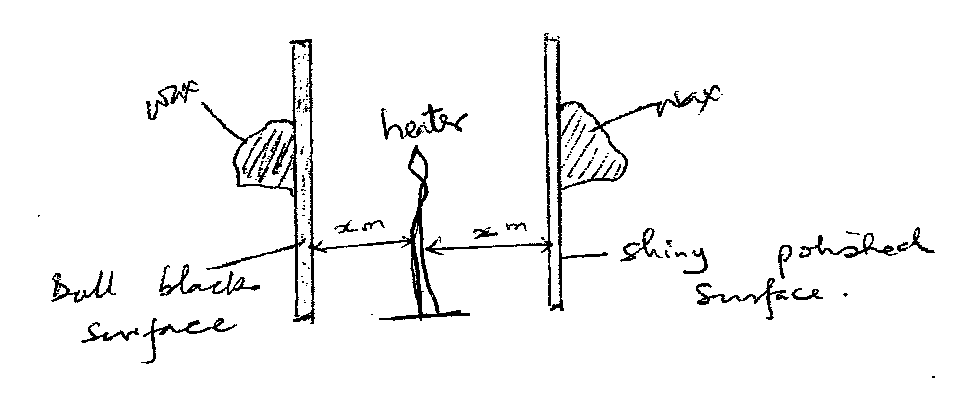 wax
wax
heater
x m
x m
Dull black
surface
shiny polished
surface.